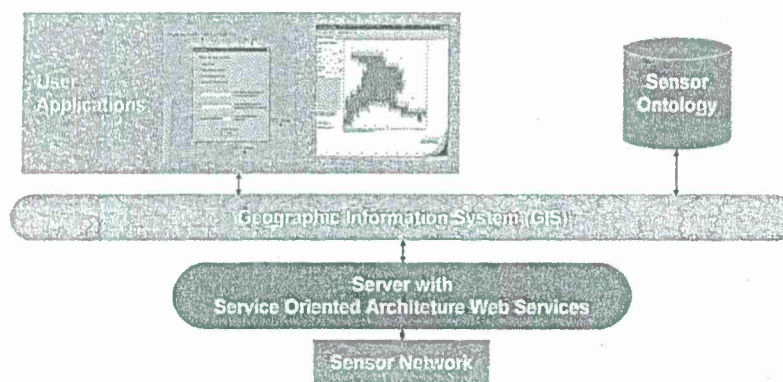 User
Applications
Sensor
Ontology
Geographic Information System (GIS)
Server with
Service Oriented Architeture Web Services
Sensor Network